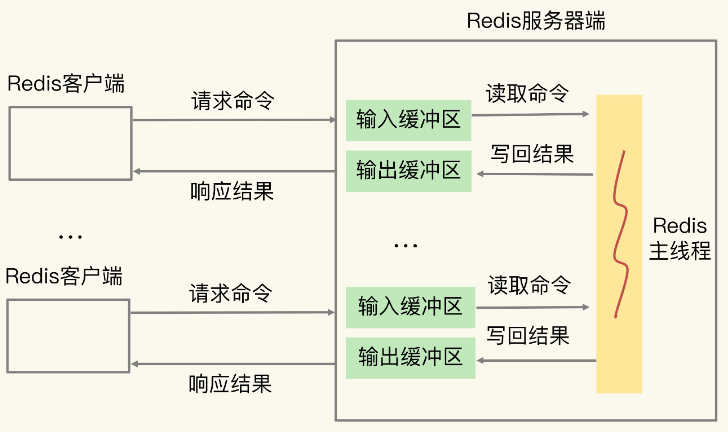 Redis服务器端
Redis客户端
请求命令
输入缓冲区
读取命令
输出缓冲区
写回结果
响应结果
...
...
Redis
主线程
Redis客户端
请求命令
输入缓冲区
读取命令
输出缓冲区
写回结果
响应结果